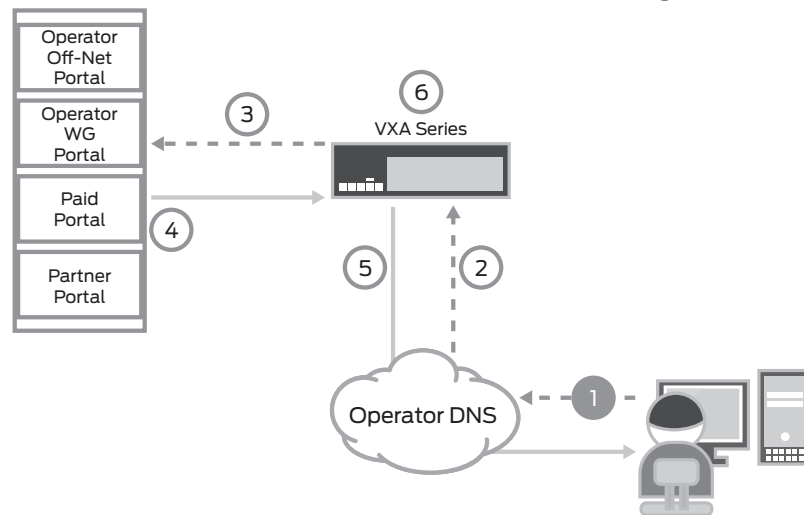 Operator
Off-Net
Portal
Operator
WG
Portal
Paid
Portal
Partner
Portal
3
4
6
VXA Series
5
2
Operator DNS
1